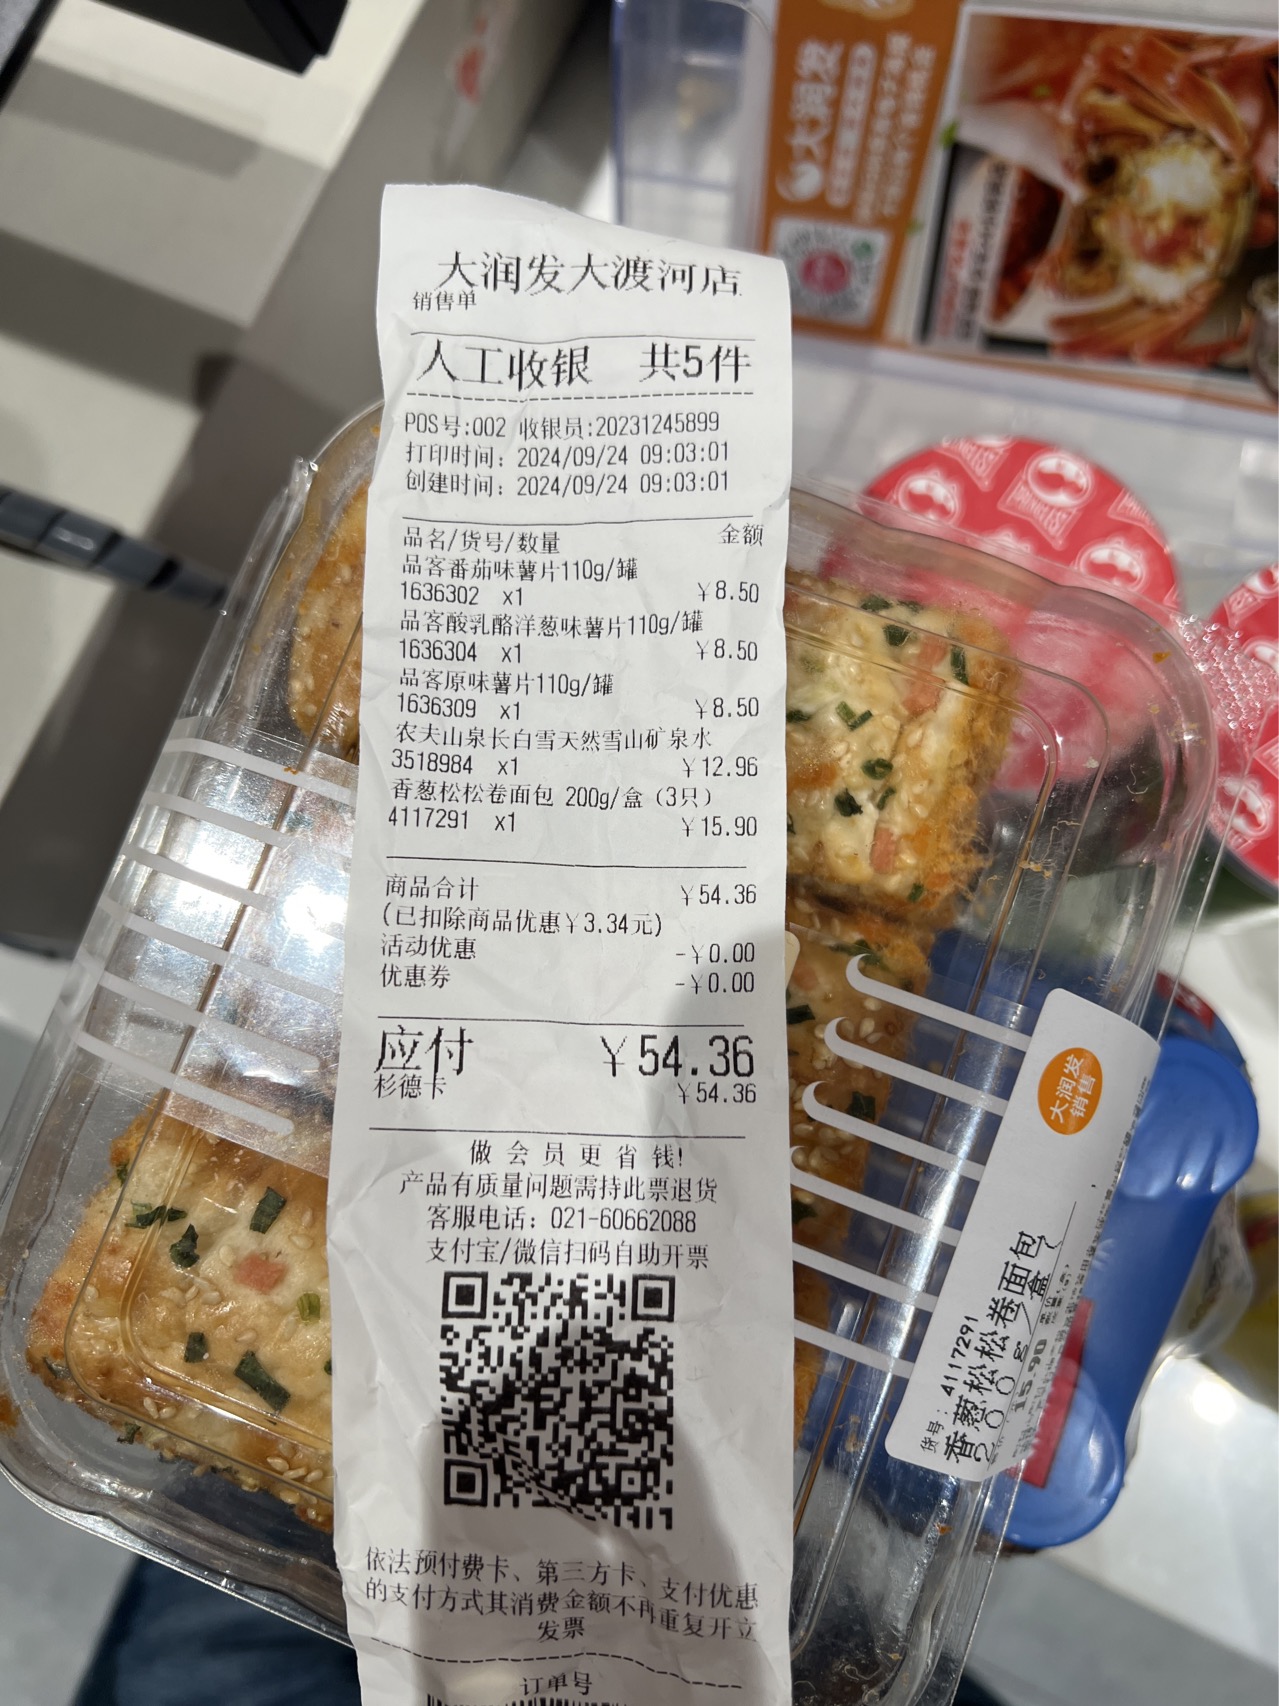 大润发大渡河店
销售单
人工收银 共5件
POS号:002 收银员:20231245899
打印时间: 2024/09/24 09:03:01
创建时间: 2024/09/24 09:03:01
品名/货号/数量 金额
品客番茄味薯片110g/罐
1636302 x1 ￥8.50
品客酸乳酪洋葱味薯片110g/罐
1636304 x1 ￥8.50
品客原味薯片110g/罐
1636309 x1 ￥8.50
农夫山泉长白雪天然雪山矿泉水
3518984 x1 ￥12.96
香葱松松卷面包 200g/盒（3只）
4117291 x1 ￥15.90
商品合计 ￥54.36
(已扣除商品优惠￥3.34元)
活动优惠 -￥0.00
优惠券 -￥0.00
应付 ￥54.36
杉德卡 ￥54.36
做会员更省钱!
产品有质量问题需持此票退货
客服电话: 021-60662088
支付宝/微信扫码自助开票
依法预付费卡、第三方卡、支付优惠
的支付方式其消费金额不再重复开立
发票
订单号
大润发
PRINGLES
大润发
销售
货号: 4117291
香葱松松卷面包
200g 盒
15.90